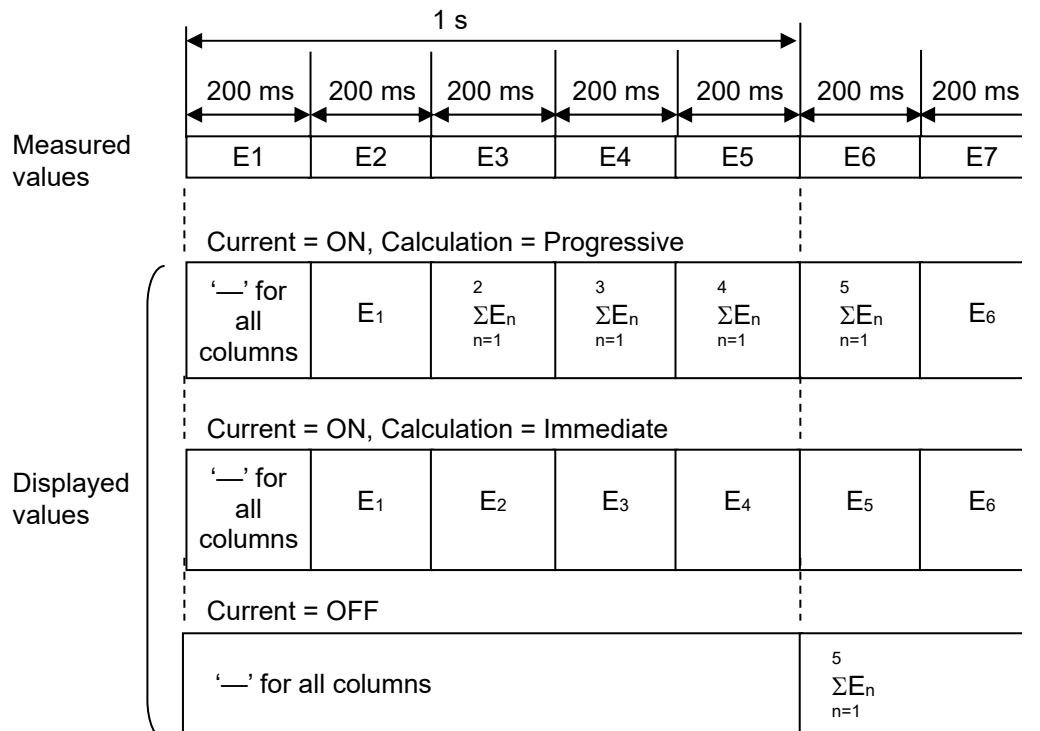 1 s
200 ms 200 ms 200 ms 200 ms 200 ms 200 ms 200 ms
Measured
values
E1 E2 E3 E4 E5 E6 E7
Current = ON, Calculation = Progressive
‘—’ for
all
columns
E1
2
ΣEn
n=1
3
ΣEn
n=1
4
ΣEn
n=1
5
ΣEn
n=1
E6
Displayed
values
Current = ON, Calculation = Immediate
‘—’ for
all
columns
E1 E2 E3 E4 E5 E6
Current = OFF
‘—’ for all columns
5
ΣEn
n=1